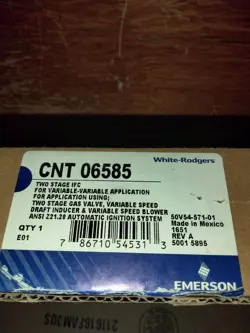 White-Rodgers
CNT 06585
TWO STAGE IFC
FOR VARIABLE-VARIABLE APPLICATION
FOR APPLICATION USING;
TWO STAGE GAS VALVE, VARIABLE SPEED
DRAFT INDUCER & VARIABLE SPEED BLOWER
ANSI Z21.20 AUTOMATIC IGNITION SYSTEM
QTY 1
E01
7 86710 54531 3
50V54-571-01
Made in Mexico
1651
REV A
5001 5895
EMERSON